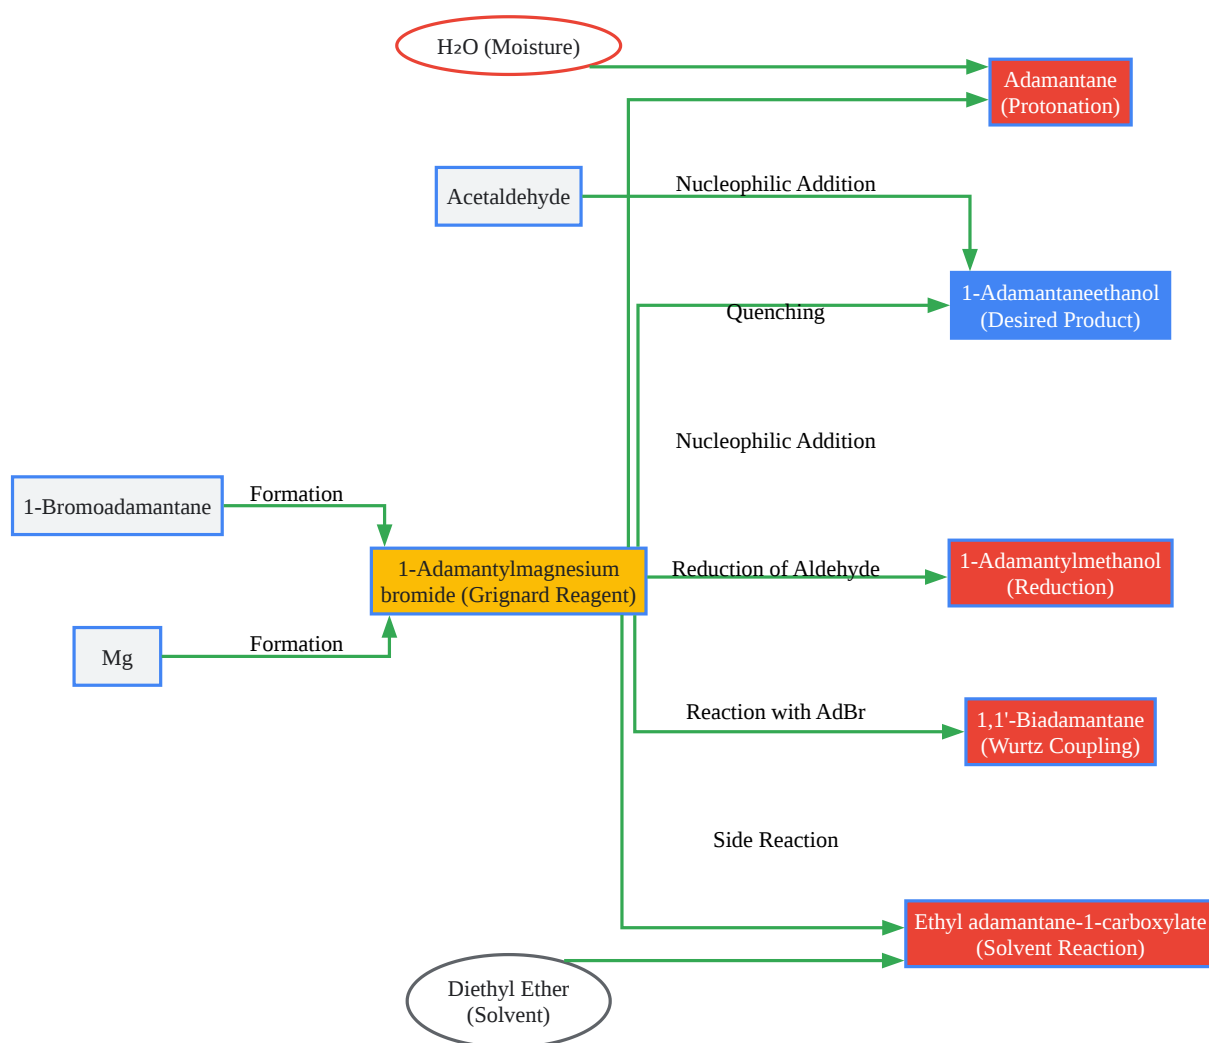 H₂O (Moisture)
Adamantane
(Protonation)
Acetaldehyde
Nucleophilic Addition
1-Adamantaneethanol
(Desired Product)
Quenching
Nucleophilic Addition
1-Bromoadamantane
Formation
1-Adamantylmagnesium
bromide (Grignard Reagent)
Reduction of Aldehyde
1-Adamantylmethanol
(Reduction)
Mg
Formation
Reaction with AdBr
1,1'-Biadamantane
(Wurtz Coupling)
Side Reaction
Ethyl adamantane-1-carboxylate
(Solvent Reaction)
Diethyl Ether
(Solvent)